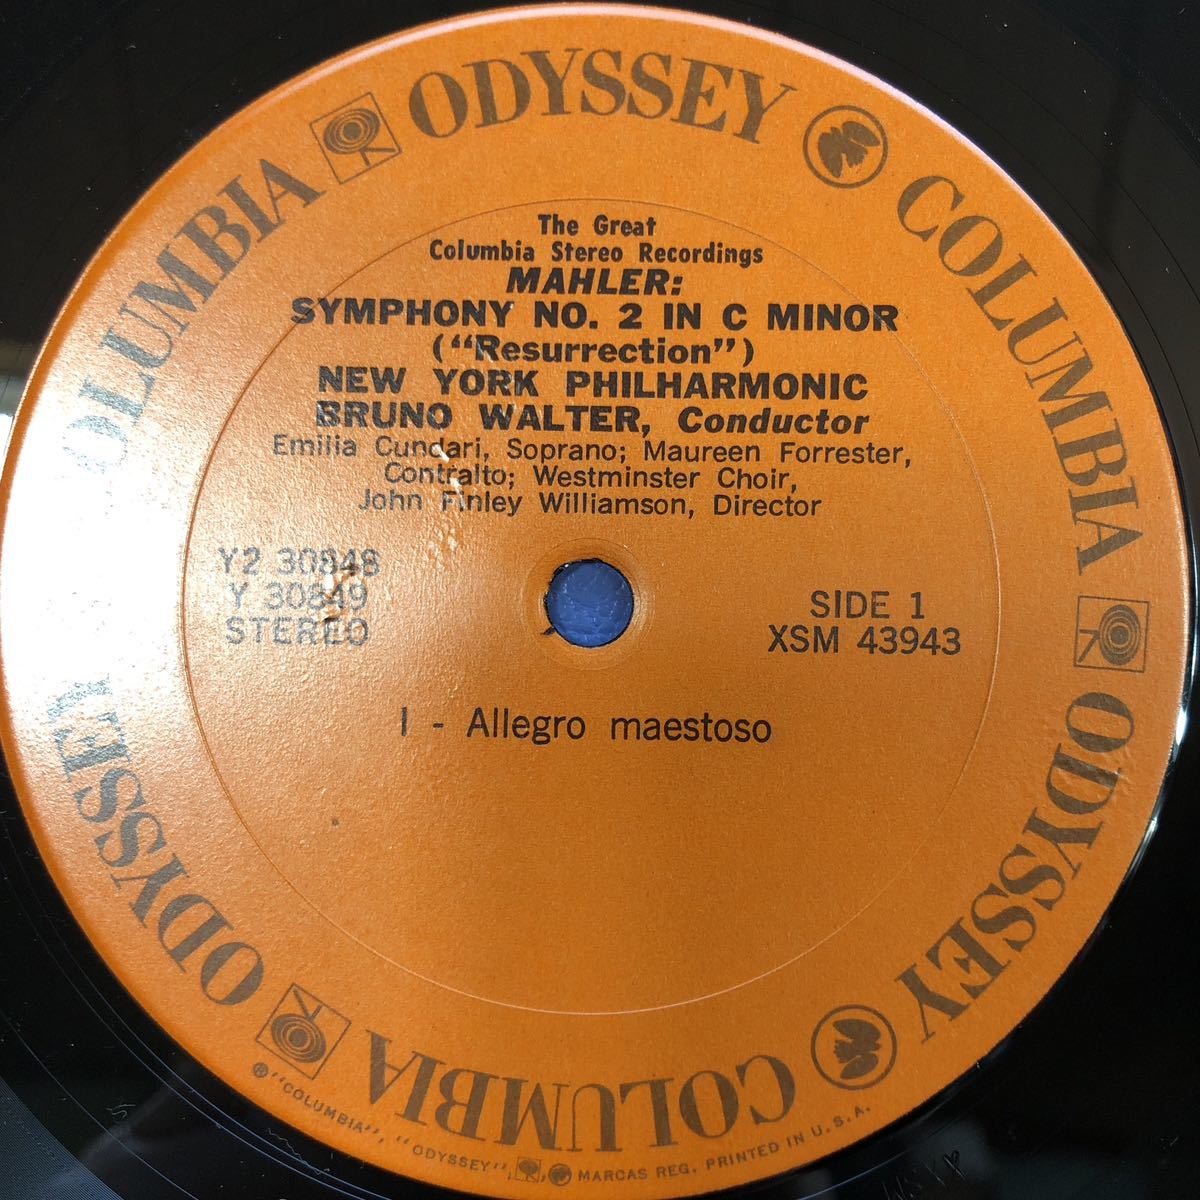 COLUMBIA ODYSSEY COLUMBIA ODYSSEY COLUMBIA ODYSSEY
The Great
Columbia Stereo Recordings
MAHLER:
SYMPHONY NO. 2 IN C MINOR
("Resurrection")
NEW YORK PHILHARMONIC
BRUNO WALTER, Conductor
Emilia Cundari, Soprano; Maureen Forrester,
Contralto; Westminster Choir,
John Finley Williamson, Director
Y2 30848
Y 30849
STEREO
SIDE 1
XSM 43943
I - Allegro maestoso
® "COLUMBIA", "ODYSSEY", MARCAS REG. PRINTED IN U.S.A.